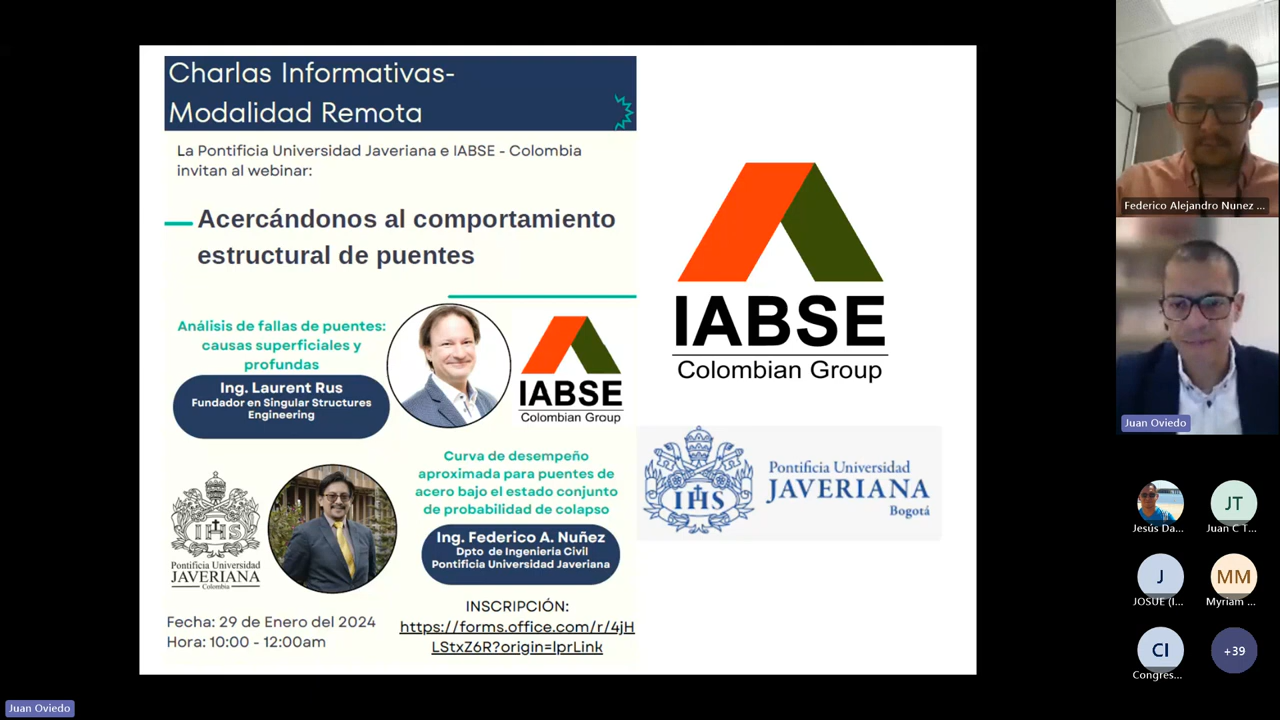 Charlas Informativas-
Modalidad Remota
La Pontificia Universidad Javeriana e IABSE - Colombia
invitan al webinar:
Acercándonos al comportamiento
estructural de puentes
Análisis de fallas de puentes:
causas superficiales y
profundas
Ing. Laurent Rus
Fundador en Singular Structures
Engineering
IABSE
Colombian Group
Curva de desempeño
aproximada para puentes de
acero bajo el estado conjunto
de probabilidad de colapso
Ing. Federico A. Nuñez
Dpto de Ingeniería Civil
Pontificia Universidad Javeriana
IHS
Pontificia Universidad
JAVERIANA
Colombia
Fecha: 29 de Enero del 2024
Hora: 10:00 - 12:00am
INSCRIPCIÓN:
https://forms.office.com/r/4jH
LStxZ6R?origin=lprLink
IABSE
Colombian Group
IHS
Pontificia Universidad
JAVERIANA
Bogotá
Federico Alejandro Nunez ...
Juan Oviedo
Jesús Da...
JT
Juan C T...
J
JOSUE (I...
MM
Myriam ...
CI
Congres...
+39
Juan Oviedo